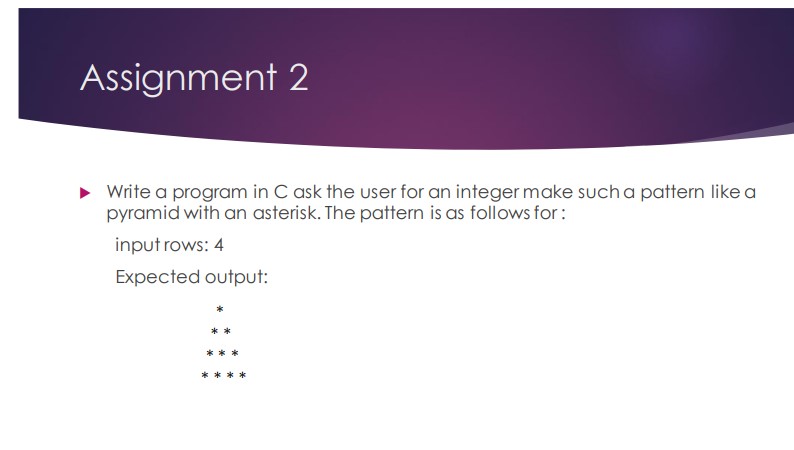 Assignment 2
Write a program in C ask the user for an integer make such a pattern like a
pyramid with an asterisk. The pattern is as follows for :
input rows: 4
Expected output:
*
* *
* * *
* * * *